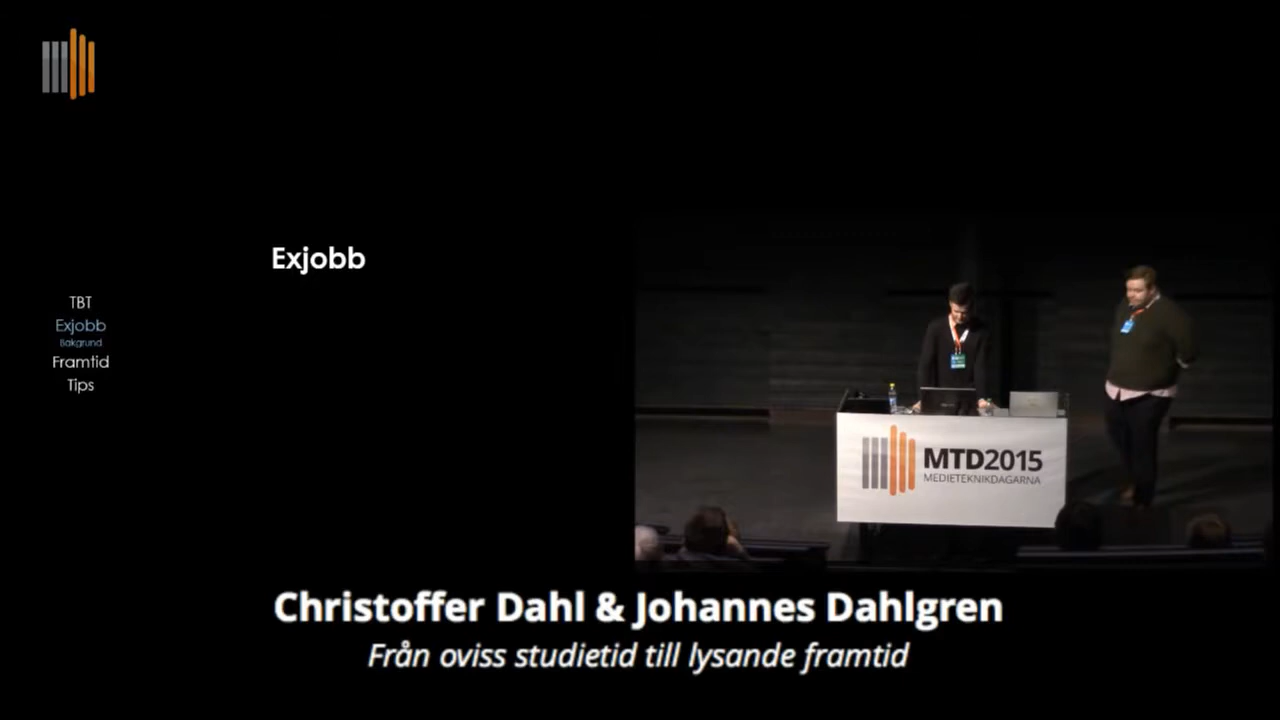 Exjobb
TBT
Exjobb
Bakgrund
Framtid
Tips
MTD2015
MEDIETEKNIKDAGARNA
Christoffer Dahl & Johannes Dahlgren
Från oviss studietid till lysande framtid